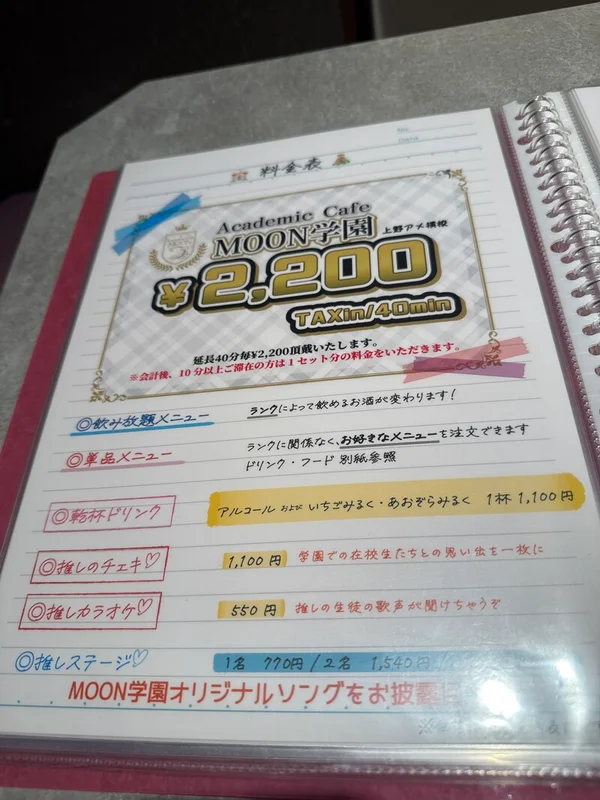 No.
DATE
料金表
MOON
Academic Cafe
MOON学園 上野アメ横校
¥2,200
TAXin/40min
延長40分毎¥2,200頂戴いたします。
※会計後、10分以上ご滞在の方は1セット分の料金をいただきます。
◎飲み放題メニュー ランクによって飲めるお酒が変わります!
◎単品メニュー ランクに関係なく、お好きなメニューを注文できます
ドリンク・フード 別紙参照
◎乾杯ドリンク アルコール および いちごみるく・あおぞらみるく 1杯 1,100円
◎推しのチェキ♡ 1,100円 学園での在校生たちとの思い出を一枚に
◎推しカラオケ♡ 550円 推しの生徒の歌声が聞けちゃうぞ
◎推しステージ♡ 1名 770円 / 2名 1,540円 /
MOON学園オリジナルソングをお披露目